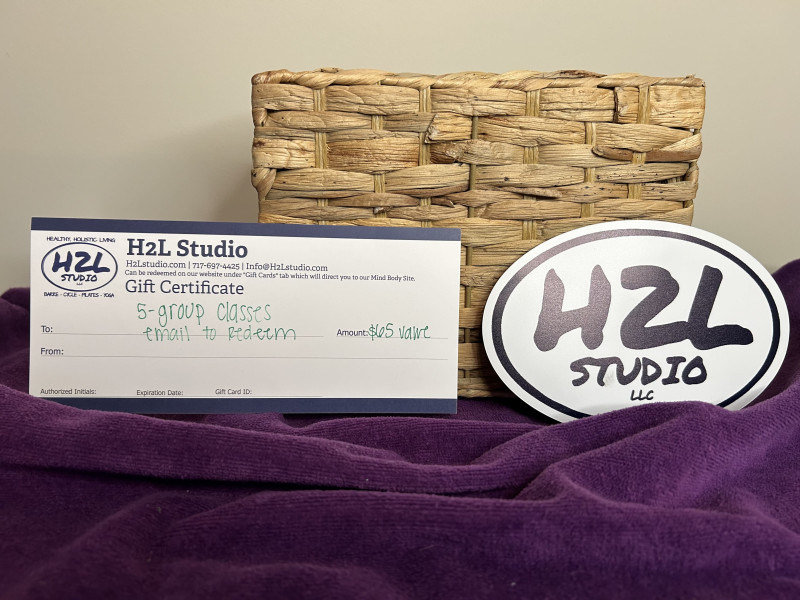 HEALTHY, HOLISTIC LIVING
H2L
STUDIO
LLC
BARRE - CYCLE - PILATES - YOGA
H2L Studio
H2Lstudio.com | 717-697-4425 | Info@H2Lstudio.com
Can be redeemed on our website under "Gift Cards" tab which will direct you to our Mind Body Site.
Gift Certificate
5-group classes
To: email to redeem Amount: $65 value
From:
Authorized Initials: Expiration Date: Gift Card ID:
H2L
STUDIO
LLC